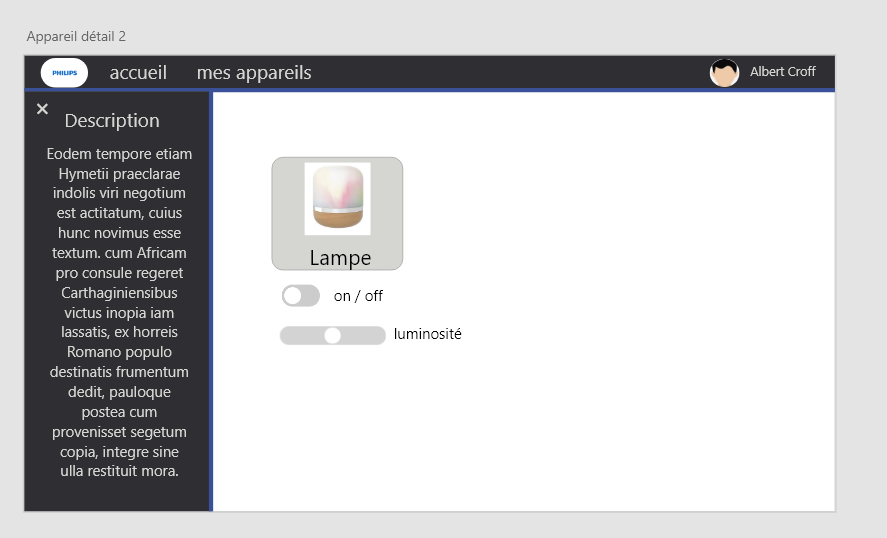 Appareil détail 2
PHILIPS accueil mes appareils Albert Croff
×
Description
Eodem tempore etiam
Hymetii praeclarae
indolis viri negotium
est actitatum, cuius
hunc novimus esse
textum. cum Africam
pro consule regeret
Carthaginiensibus
victus inopia iam
lassatis, ex horreis
Romano populo
destinatis frumentum
dedit, pauloque
postea cum
provenisset segetum
copia, integre sine
ulla restituit mora.
Lampe
on / off
luminosité